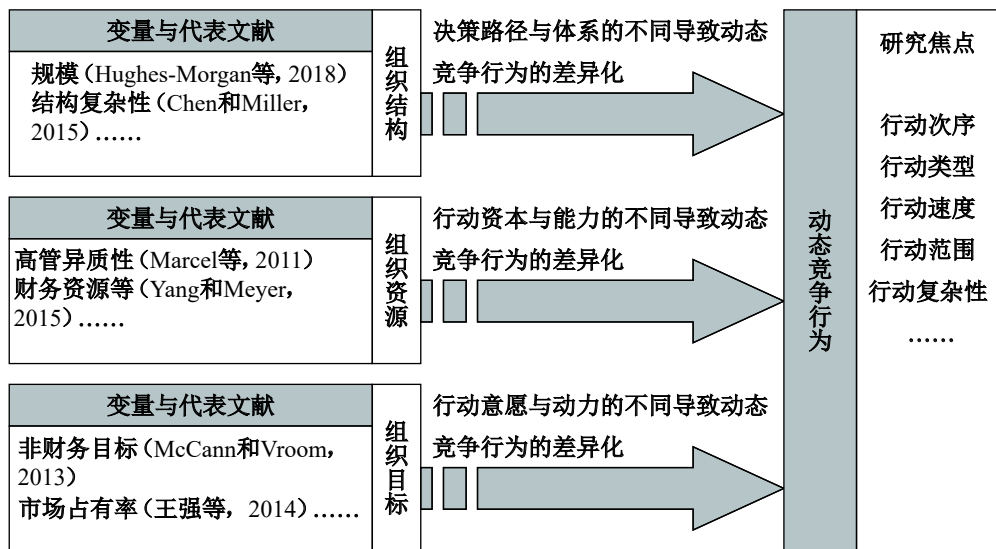 变量与代表文献
规模（Hughes-Morgan等，2018）
结构复杂性（Chen和Miller，
2015）……
组织结构
决策路径与体系的不同导致动态
竞争行为的差异化
变量与代表文献
高管异质性（Marcel等，2011）
财务资源等（Yang和Meyer，
2015）……
组织资源
行动资本与能力的不同导致动态
竞争行为的差异化
变量与代表文献
非财务目标（McCann和Vroom，
2013）
市场占有率（王强等，2014）……
组织目标
行动意愿与动力的不同导致动态
竞争行为的差异化
动态竞争行为
研究焦点
行动次序
行动类型
行动速度
行动范围
行动复杂性
……